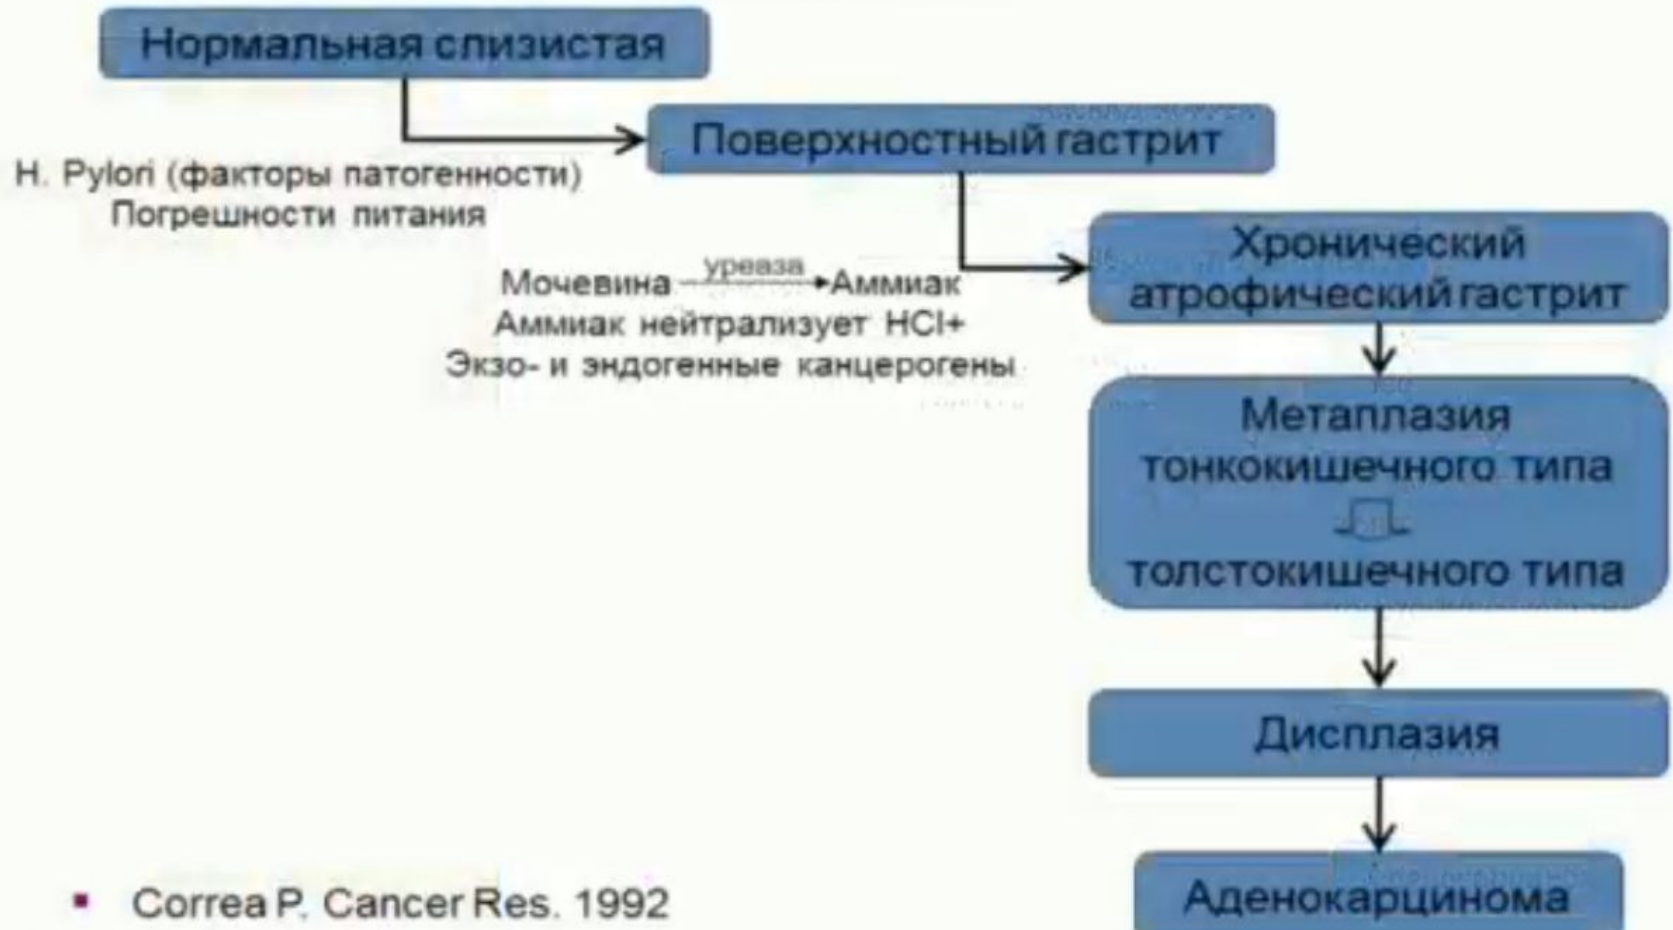 Нормальная слизистая
Поверхностный гастрит
H. Pylori (факторы патогенности)
Погрешности питания
Хронический
атрофический гастрит
Мочевина уреаза Аммиак
Аммиак нейтрализует HCl+
Экзо- и эндогенные канцерогены
Метаплазия
тонкокишечного типа
толстокишечного типа
Дисплазия
Аденокарцинома
Correa P. Cancer Res. 1992